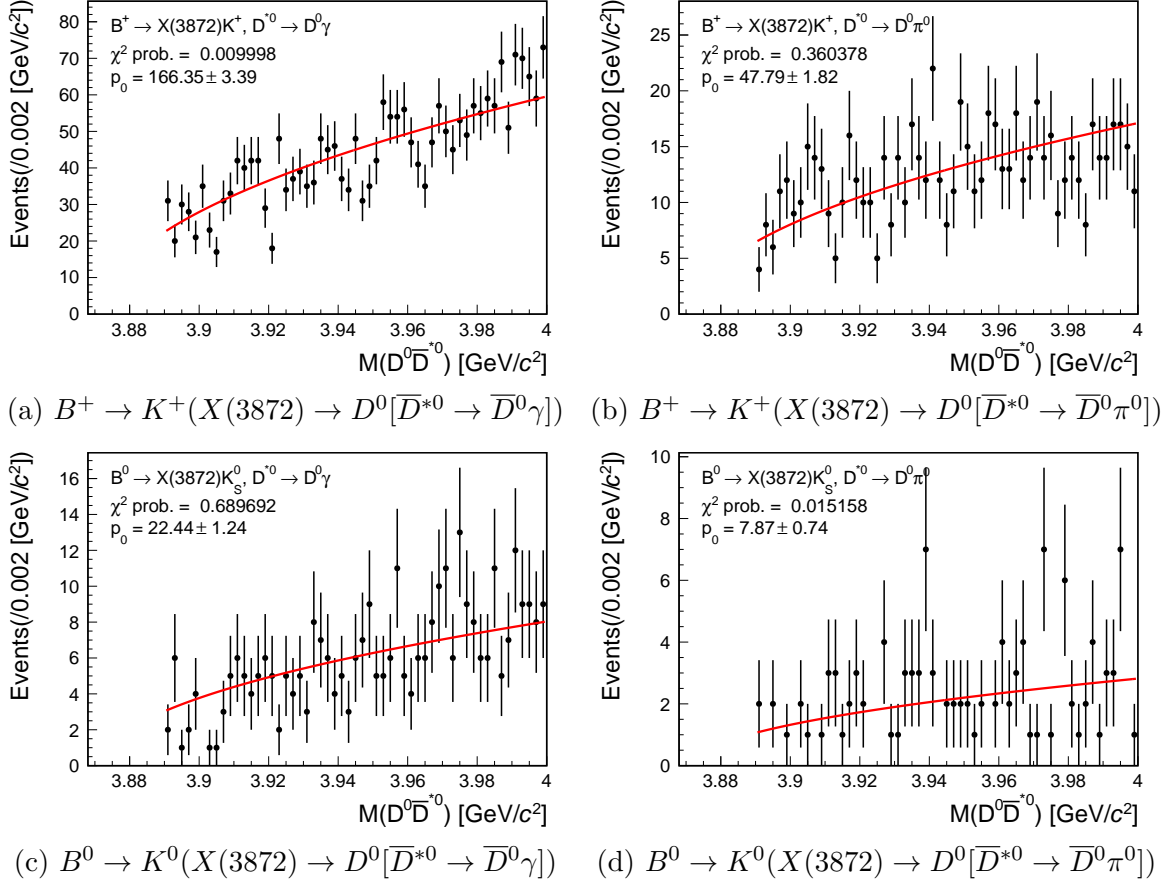 B⁺ → X(3872)K⁺, D*⁰ → D⁰γ
χ² prob. = 0.009998
p₀ = 166.35 ± 3.39
Events(/0.002 [GeV/c²])
80
70
60
50
40
30
20
10
0
3.88 3.9 3.92 3.94 3.96 3.98 4
M(D⁰D̅*⁰) [GeV/c²]
B⁺ → X(3872)K⁺, D*⁰ → D⁰π⁰
χ² prob. = 0.360378
p₀ = 47.79 ± 1.82
Events(/0.002 [GeV/c²])
25
20
15
10
5
0
3.88 3.9 3.92 3.94 3.96 3.98 4
M(D⁰D̅*⁰) [GeV/c²]
(a) B⁺ → K⁺(X(3872) → D⁰[D̅*⁰ → D̅⁰γ])
(b) B⁺ → K⁺(X(3872) → D⁰[D̅*⁰ → D̅⁰π⁰])
B⁰ → X(3872)K⁰_S, D*⁰ → D⁰γ
χ² prob. = 0.689692
p₀ = 22.44 ± 1.24
Events(/0.002 [GeV/c²])
16
14
12
10
8
6
4
2
0
3.88 3.9 3.92 3.94 3.96 3.98 4
M(D⁰D̅*⁰) [GeV/c²]
B⁰ → X(3872)K⁰_S, D*⁰ → D⁰π⁰
χ² prob. = 0.015158
p₀ = 7.87 ± 0.74
Events(/0.002 [GeV/c²])
10
8
6
4
2
0
3.88 3.9 3.92 3.94 3.96 3.98 4
M(D⁰D̅*⁰) [GeV/c²]
(c) B⁰ → K⁰(X(3872) → D⁰[D̅*⁰ → D̅⁰γ])
(d) B⁰ → K⁰(X(3872) → D⁰[D̅*⁰ → D̅⁰π⁰])